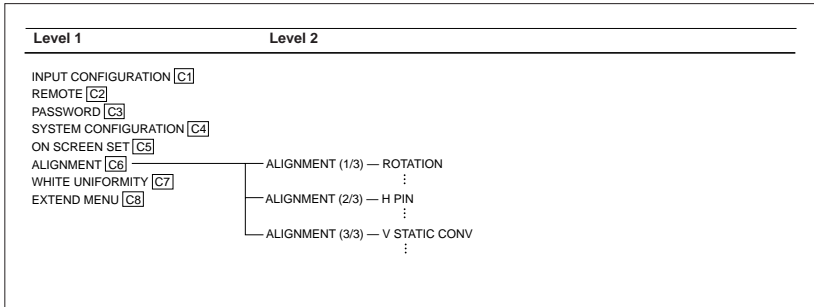 Level 1 Level 2
INPUT CONFIGURATION C1
REMOTE C2
PASSWORD C3
SYSTEM CONFIGURATION C4
ON SCREEN SET C5
ALIGNMENT C6 ALIGNMENT (1/3) — ROTATION
WHITE UNIFORMITY C7
EXTEND MENU C8 ALIGNMENT (2/3) — H PIN
ALIGNMENT (3/3) — V STATIC CONV